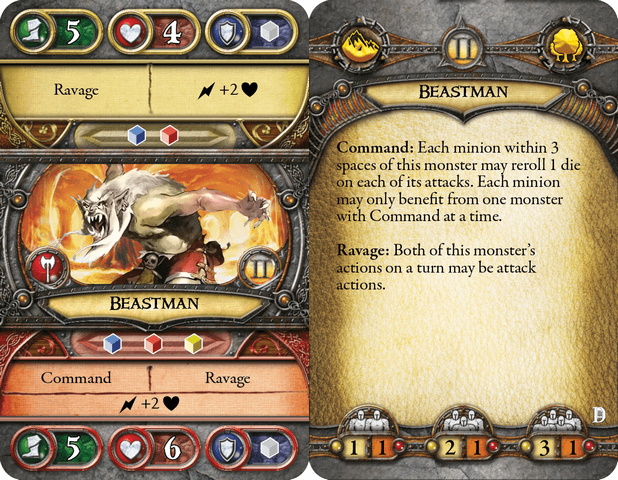 5 4
Ravage +2
II
BEASTMAN
Command Ravage
+2
5 6
II
BEASTMAN
Command: Each minion within 3
spaces of this monster may reroll 1 die
on each of its attacks. Each minion
may only benefit from one monster
with Command at a time.
Ravage: Both of this monster's
actions on a turn may be attack
actions.
D
1 1 2 1 3 1